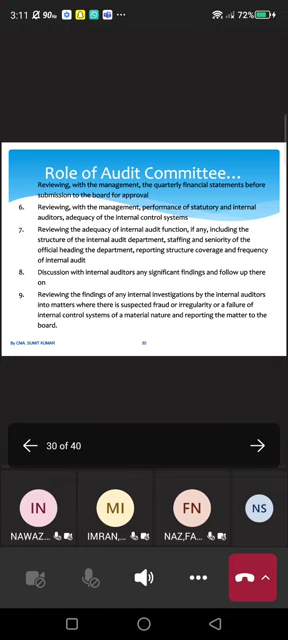 3:11
72%
Role of Audit Committee...
Reviewing, with the management, the quarterly financial statements before
submission to the board for approval
6. Reviewing, with the management, performance of statutory and internal
auditors, adequacy of the internal control systems
7. Reviewing the adequacy of internal audit function, if any, including the
structure of the internal audit department, staffing and seniority of the
official heading the department, reporting structure coverage and frequency
of internal audit
8. Discussion with internal auditors any significant findings and follow up there
on
9. Reviewing the findings of any internal investigations by the internal auditors
into matters where there is suspected fraud or irregularity or a failure of
internal control systems of a material nature and reporting the matter to the
board.
By CMA. SUMIT KUMAR
30 of 40
IN MI FN NS
NAWAZ... IMRAN,... NAZ,FA...